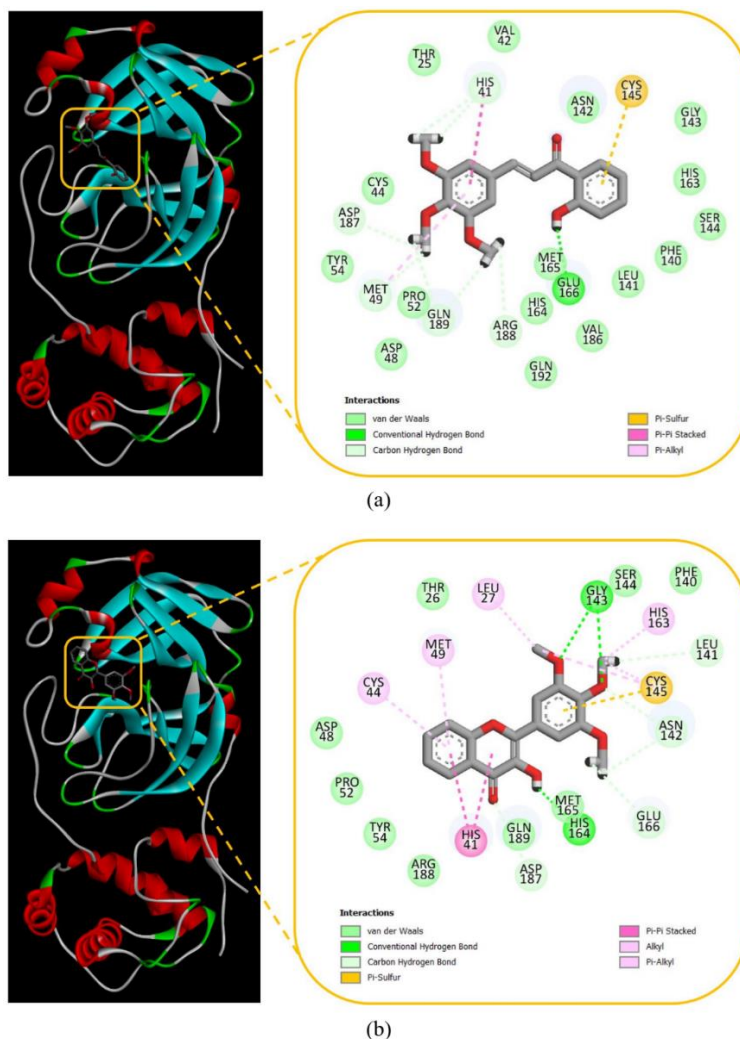 VAL
42
THR
25
HIS
41
CYS
145
ASN
142
GLY
143
CYS
44
HIS
163
ASP
187
SER
144
TYR
54
MET
165
PHE
140
MET
49
PRO
52
GLN
189
GLU
166
LEU
141
HIS
164
ARG
188
VAL
186
ASP
48
GLN
192
Interactions
van der Waals
Conventional Hydrogen Bond
Carbon Hydrogen Bond
Pi-Sulfur
Pi-Pi Stacked
Pi-Alkyl
(a)
THR
26
LEU
27
GLY
143
SER
144
PHE
140
HIS
163
MET
49
LEU
141
CYS
44
CYS
145
ASP
48
ASN
142
PRO
52
MET
165
TYR
54
HIS
41
GLN
189
HIS
164
GLU
166
ARG
188
ASP
187
Interactions
van der Waals
Conventional Hydrogen Bond
Carbon Hydrogen Bond
Pi-Sulfur
Pi-Pi Stacked
Alkyl
Pi-Alkyl
(b)